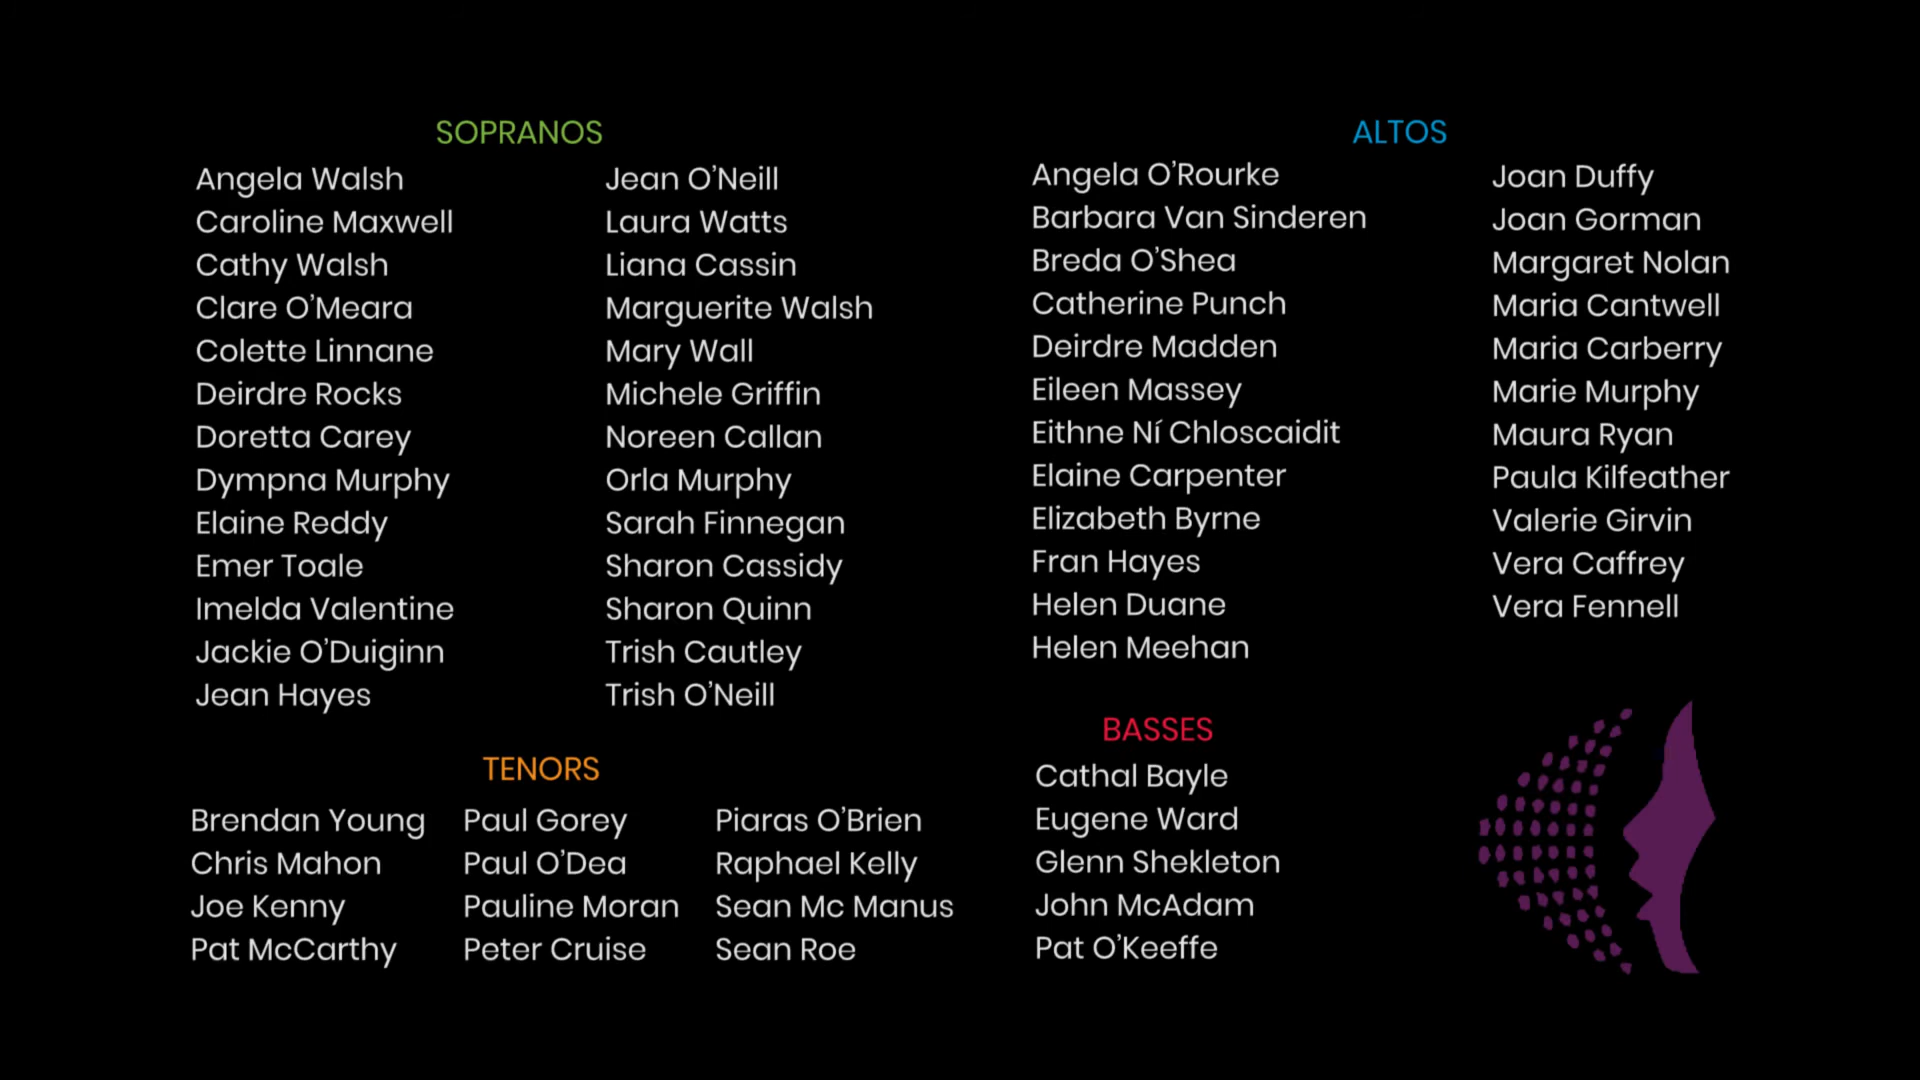 SOPRANOS
Angela Walsh
Caroline Maxwell
Cathy Walsh
Clare O’Meara
Colette Linnane
Deirdre Rocks
Doretta Carey
Dympna Murphy
Elaine Reddy
Emer Toale
Imelda Valentine
Jackie O’Duiginn
Jean Hayes
Jean O’Neill
Laura Watts
Liana Cassin
Marguerite Walsh
Mary Wall
Michele Griffin
Noreen Callan
Orla Murphy
Sarah Finnegan
Sharon Cassidy
Sharon Quinn
Trish Cautley
Trish O’Neill
ALTOS
Angela O’Rourke
Barbara Van Sinderen
Breda O’Shea
Catherine Punch
Deirdre Madden
Eileen Massey
Eithne Ní Chloscaidit
Elaine Carpenter
Elizabeth Byrne
Fran Hayes
Helen Duane
Helen Meehan
Joan Duffy
Joan Gorman
Margaret Nolan
Maria Cantwell
Maria Carberry
Marie Murphy
Maura Ryan
Paula Kilfeather
Valerie Girvin
Vera Caffrey
Vera Fennell
TENORS
Brendan Young
Chris Mahon
Joe Kenny
Pat McCarthy
Paul Gorey
Paul O’Dea
Pauline Moran
Peter Cruise
Piaras O’Brien
Raphael Kelly
Sean Mc Manus
Sean Roe
BASSES
Cathal Bayle
Eugene Ward
Glenn Shekleton
John McAdam
Pat O’Keeffe